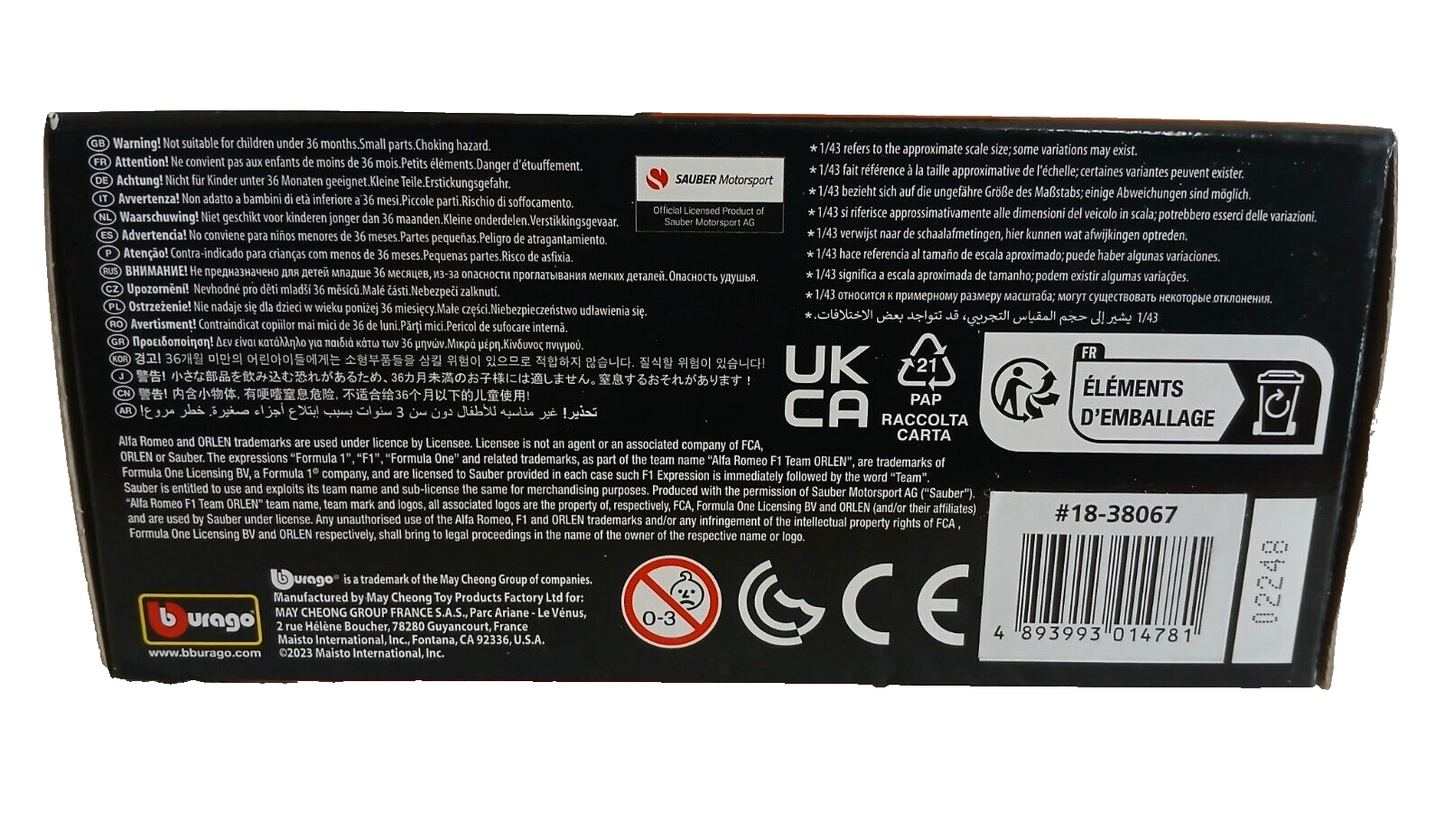 GB Warning! Not suitable for children under 36 months.Small parts.Choking hazard.
FR Attention! Ne convient pas aux enfants de moins de 36 mois.Petits éléments.Danger d'étouffement.
DE Achtung! Nicht für Kinder unter 36 Monaten geeignet.Kleine Teile.Erstickungsgefahr.
IT Avvertenza! Non adatto a bambini di età inferiore a 36 mesi.Piccole parti.Rischio di soffocamento.
NL Waarschuwing! Niet geschikt voor kinderen jonger dan 36 maanden.Kleine onderdelen.Verstikkingsgevaar.
ES Advertencia! No conviene para niños menores de 36 meses.Partes pequeñas.Peligro de atragantamiento.
P Atenção! Contra-indicado para crianças com menos de 36 meses.Pequenas partes.Risco de asfixia.
RUS ВНИМАНИЕ! Не предназначено для детей младше 36 месяцев, из-за опасности проглатывания мелких деталей. Опасность удушья.
CZ Upozornění! Nevhodné pro děti mladší 36 měsíců.Malé části.Nebezpečí zalknutí.
PL Ostrzeżenie! Nie nadaje się dla dzieci w wieku poniżej 36 miesięcy.Małe części.Niebezpieczeństwo udławienia się.
RO Avertisment! Contraindicat copiilor mai mici de 36 de luni.Părţi mici.Pericol de sufocare internă.
GR Προειδοποίηση! Δεν είναι κατάλληλο για παιδιά κάτω των 36 μηνών.Μικρά μέρη.Κίνδυνος πνιγμού.
KOR 경고! 36개월 미만의 어린아이들에게는 소형부품들을 삼킬 위험이 있으므로 적합하지 않습니다. 질식할 위험이 있습니다!
J 警告! 小さな部品を飲み込む恐れがあるため、36カ月未満のお子様には適しません。窒息するおそれがあります！
CN 警告! 内含小物体, 有哽噎窒息危险, 不适合给36个月以下的儿童使用!
AR تحذير! غير مناسبه للأطفال دون سن 3 سنوات بسبب إبتلاع أجزاء صغيرة. خطر مروع!
SAUBER Motorsport
Official Licensed Product of
Sauber Motorsport AG
* 1/43 refers to the approximate scale size; some variations may exist.
* 1/43 fait référence à la taille approximative de l'échelle; certaines variantes peuvent exister.
* 1/43 bezieht sich auf die ungefähre Größe des Maßstabs; einige Abweichungen sind möglich.
* 1/43 si riferisce approssimativamente alle dimensioni del veicolo in scala; potrebbero esserci delle variazioni.
* 1/43 verwijst naar de schaalafmetingen, hier kunnen wat afwijkingen optreden.
* 1/43 hace referencia al tamaño de escala aproximado; puede haber algunas variaciones.
* 1/43 significa a escala aproximada de tamanho; podem existir algumas variações.
* 1/43 относится к примерному размеру масштаба; могут существовать некоторые отклонения.
1/43 يشير إلى حجم المقياس التجريبي، قد تتواجد بعض الاختلافات.*
UK
CA
21
PAP
RACCOLTA
CARTA
FR
ÉLÉMENTS
D'EMBALLAGE
Alfa Romeo and ORLEN trademarks are used under licence by Licensee. Licensee is not an agent or an associated company of FCA,
ORLEN or Sauber. The expressions "Formula 1", "F1", "Formula One" and related trademarks, as part of the team name "Alfa Romeo F1 Team ORLEN", are trademarks of
Formula One Licensing BV, a Formula 1® company, and are licensed to Sauber provided in each case such F1 Expression is immediately followed by the word "Team".
Sauber is entitled to use and exploits its team name and sub-license the same for merchandising purposes. Produced with the permission of Sauber Motorsport AG ("Sauber").
"Alfa Romeo F1 Team ORLEN" team name, team mark and logos, all associated logos are the property of, respectively, FCA, Formula One Licensing BV and ORLEN (and/or their affiliates)
and are used by Sauber under license. Any unauthorised use of the Alfa Romeo, F1 and ORLEN trademarks and/or any infringement of the intellectual property rights of FCA ,
Formula One Licensing BV and ORLEN respectively, shall bring to legal proceedings in the name of the owner of the respective name or logo.
bburago
www.bburago.com
bburago® is a trademark of the May Cheong Group of companies.
Manufactured by May Cheong Toy Products Factory Ltd for:
MAY CHEONG GROUP FRANCE S.A.S., Parc Ariane - Le Vénus,
2 rue Hélène Boucher, 78280 Guyancourt, France
Maisto International, Inc., Fontana, CA 92336, U.S.A.
©2023 Maisto International, Inc.
0-3
CE
#18-38067
4 893993 014781
02248